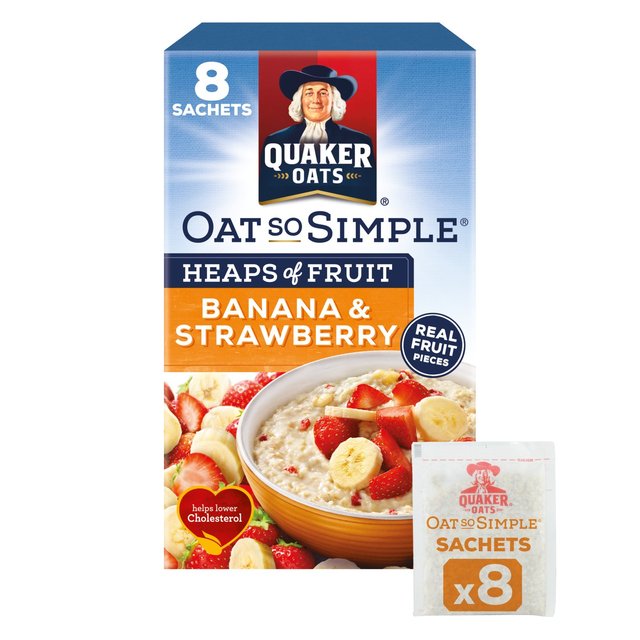 8
SACHETS
QUAKER
OATS
®
OAT SO SIMPLE®
HEAPS of FRUIT
BANANA &
STRAWBERRY
REAL
FRUIT
PIECES
helps lower
Cholesterol
QUAKER
OATS
OAT SO SIMPLE®
SACHETS
x8